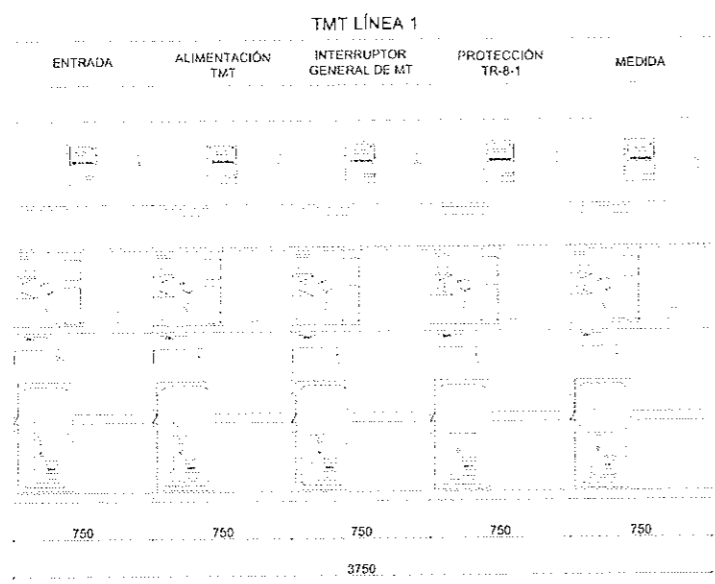 TMT LÍNEA 1
ENTRADA
ALIMENTACIÓN
TMT
INTERRUPTOR
GENERAL DE MT
PROTECCIÓN
TR-8-1
MEDIDA
750 750 750 750 750
3750